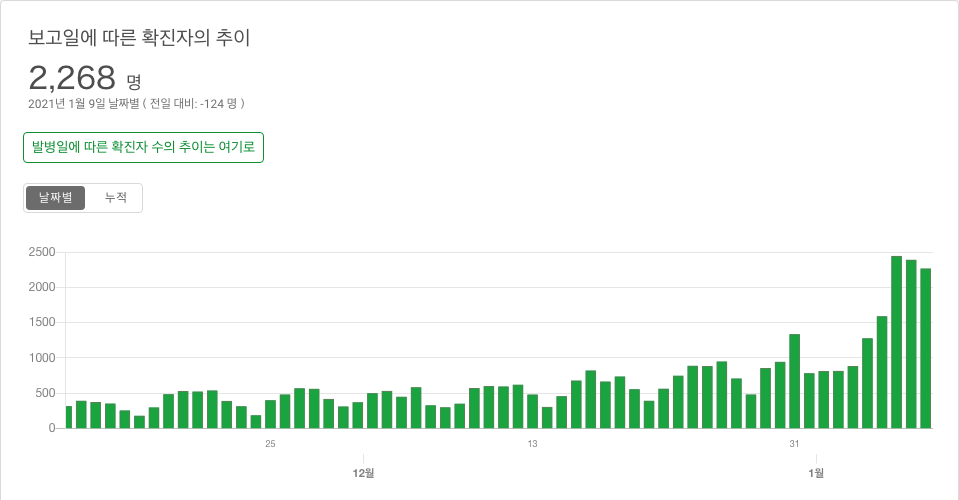 보고일에 따른 확진자의 추이
2,268 명
2021년 1월 9일 날짜별 ( 전일 대비: -124 명 )
발병일에 따른 확진자 수의 추이는 여기로
날짜별 누적
2500
2000
1500
1000
500
0
25 13 31
12월 1월